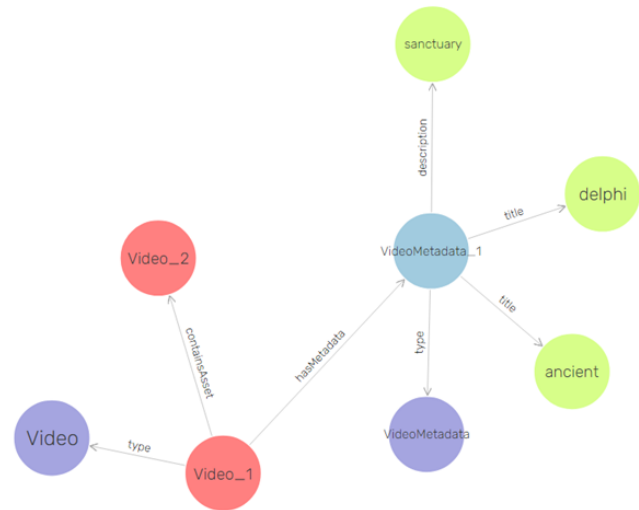 sanctuary
description
delphi
title
VideoMetadata_1
Video_2
title
hasMetadata
type
containsAsset
ancient
Video
type
VideoMetadata
Video_1